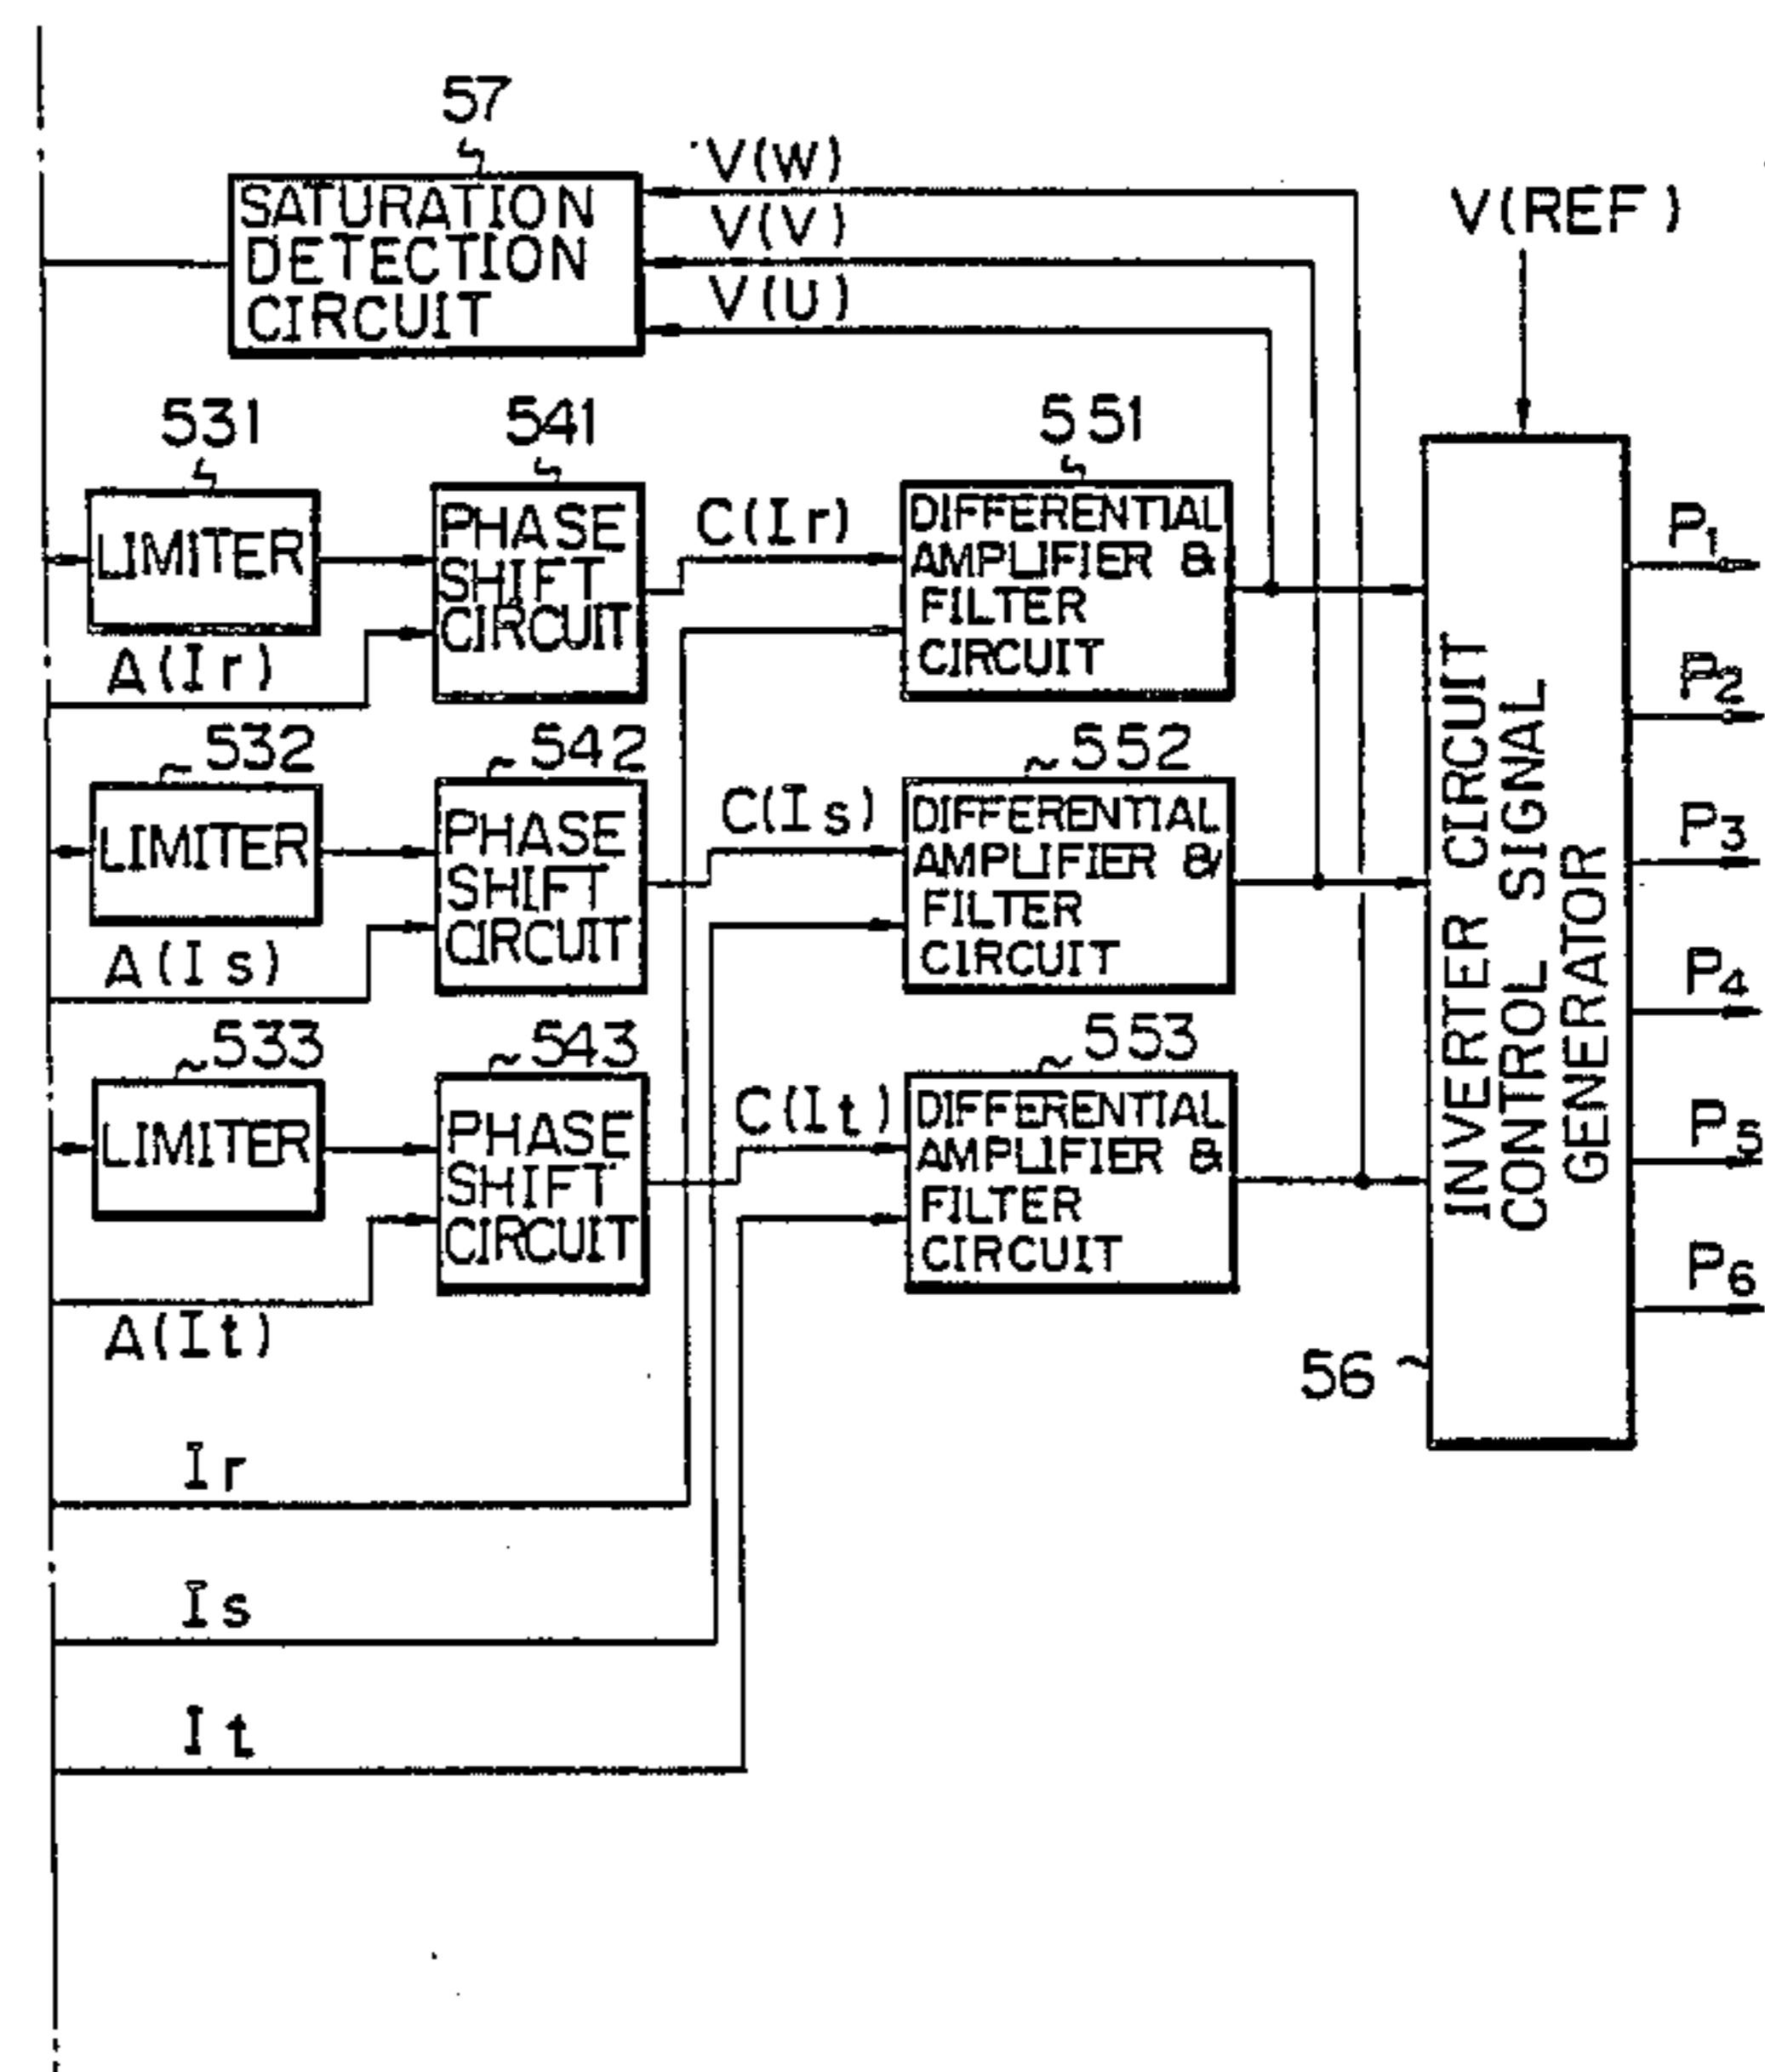 57
SATURATION
DETECTION
CIRCUIT
V(W)
V(V)
V(U)
V(REF)
531
LIMITER
541
PHASE
SHIFT
CIRCUIT
C(Ir)
551
DIFFERENTIAL
AMPLIFIER &
FILTER
CIRCUIT
A(Ir)
532
LIMITER
542
PHASE
SHIFT
CIRCUIT
C(Is)
552
DIFFERENTIAL
AMPLIFIER &
FILTER
CIRCUIT
A(Is)
533
LIMITER
543
PHASE
SHIFT
CIRCUIT
C(It)
553
DIFFERENTIAL
AMPLIFIER &
FILTER
CIRCUIT
A(It)
INVERTER CIRCUIT
CONTROL SIGNAL
GENERATOR
56
P1
P2
P3
P4
P5
P6
Ir
Is
It